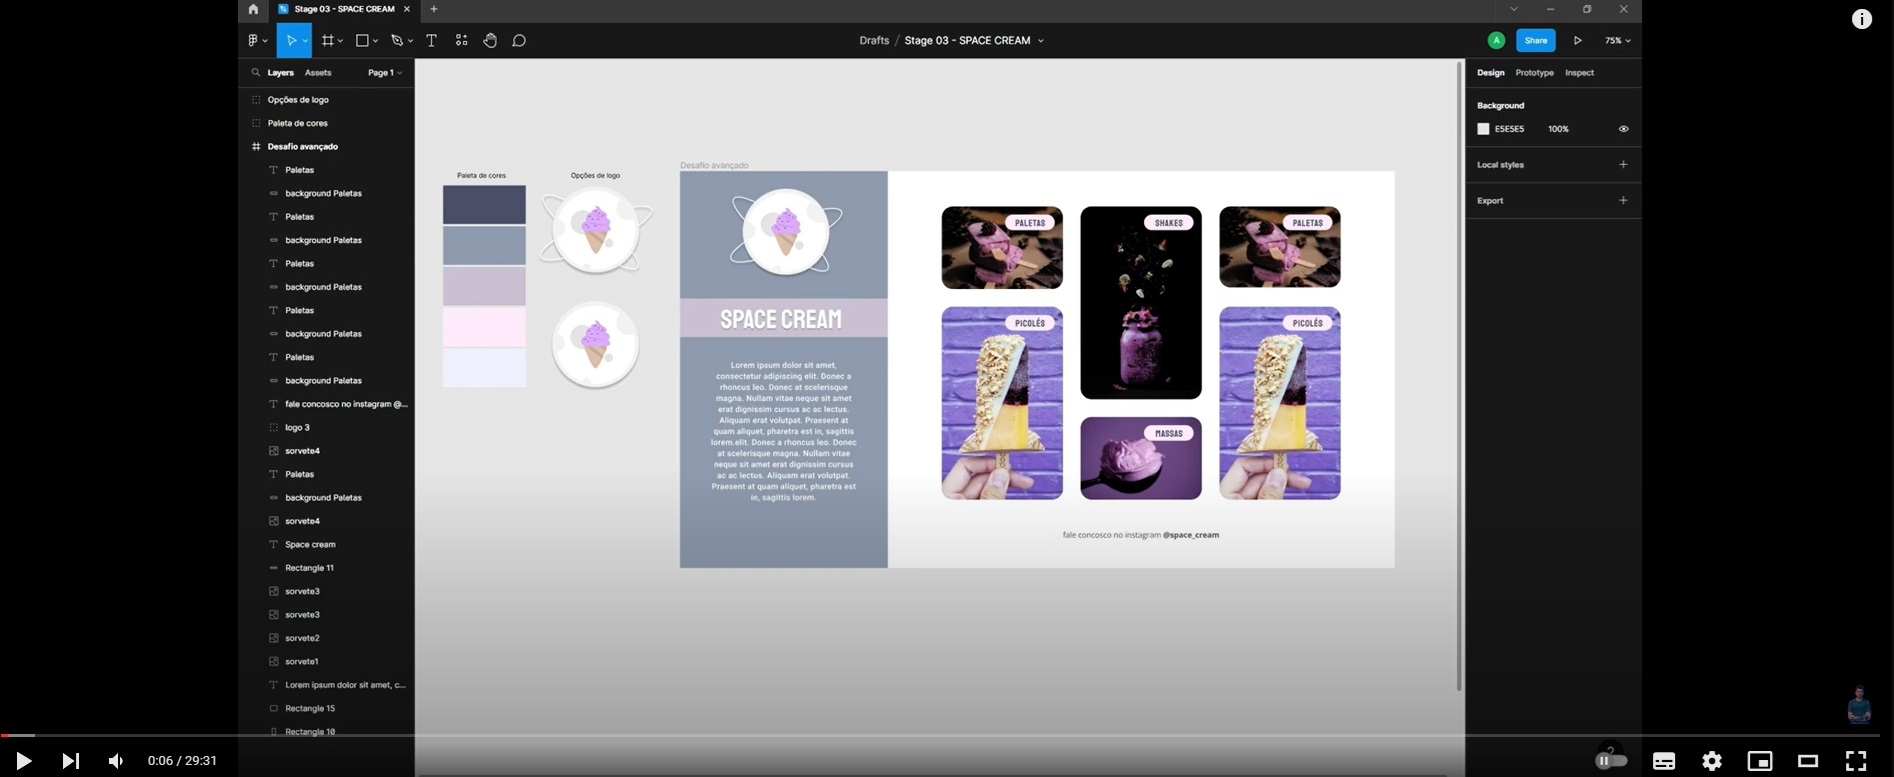 Stage 03 - SPACE CREAM
Drafts / Stage 03 - SPACE CREAM
A
Share
75%
Layers
Assets
Page 1
Opções de logo
Paleta de cores
Desafio avançado
Paletas
background Paletas
Paletas
background Paletas
Paletas
background Paletas
Paletas
background Paletas
Paletas
background Paletas
fale concosco no instagram @...
logo 3
sorvete4
Paletas
background Paletas
sorvete4
Space cream
Rectangle 11
sorvete3
sorvete3
sorvete2
sorvete1
Lorem ipsum dolor sit amet, c...
Rectangle 15
Rectangle 10
Paleta de cores
Opções de logo
Desafio avançado
SPACE CREAM
Lorem ipsum dolor sit amet,
consectetur adipiscing elit. Donec a
rhoncus leo. Donec at scelerisque
magna. Nullam vitae neque sit amet
erat dignissim cursus ac ac lectus.
Aliquam erat volutpat. Praesent at
quam aliquet, pharetra est in, sagittis
lorem.elit. Donec a rhoncus leo. Donec
at scelerisque magna. Nullam vitae
neque sit amet erat dignissim cursus
ac ac lectus. Aliquam erat volutpat.
Praesent at quam aliquet, pharetra est
in, sagittis lorem.
PALETAS
SHAKES
PALETAS
PICOLÉS
PICOLÉS
MASSAS
fale concosco no instagram @space_cream
Design
Prototype
Inspect
Background
E5E5E5
100%
Local styles
Export
?
0:06 / 29:31